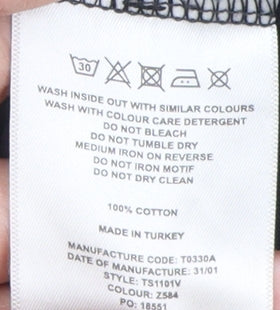 30
WASH INSIDE OUT WITH SIMILAR COLOURS
WASH WITH COLOUR CARE DETERGENT
DO NOT BLEACH
DO NOT TUMBLE DRY
MEDIUM IRON ON REVERSE
DO NOT IRON MOTIF
DO NOT DRY CLEAN
100% COTTON
MADE IN TURKEY
MANUFACTURE CODE: T0330A
DATE OF MANUFACTURE: 31/01
STYLE: TS1101V
COLOUR: Z584
PO: 18551